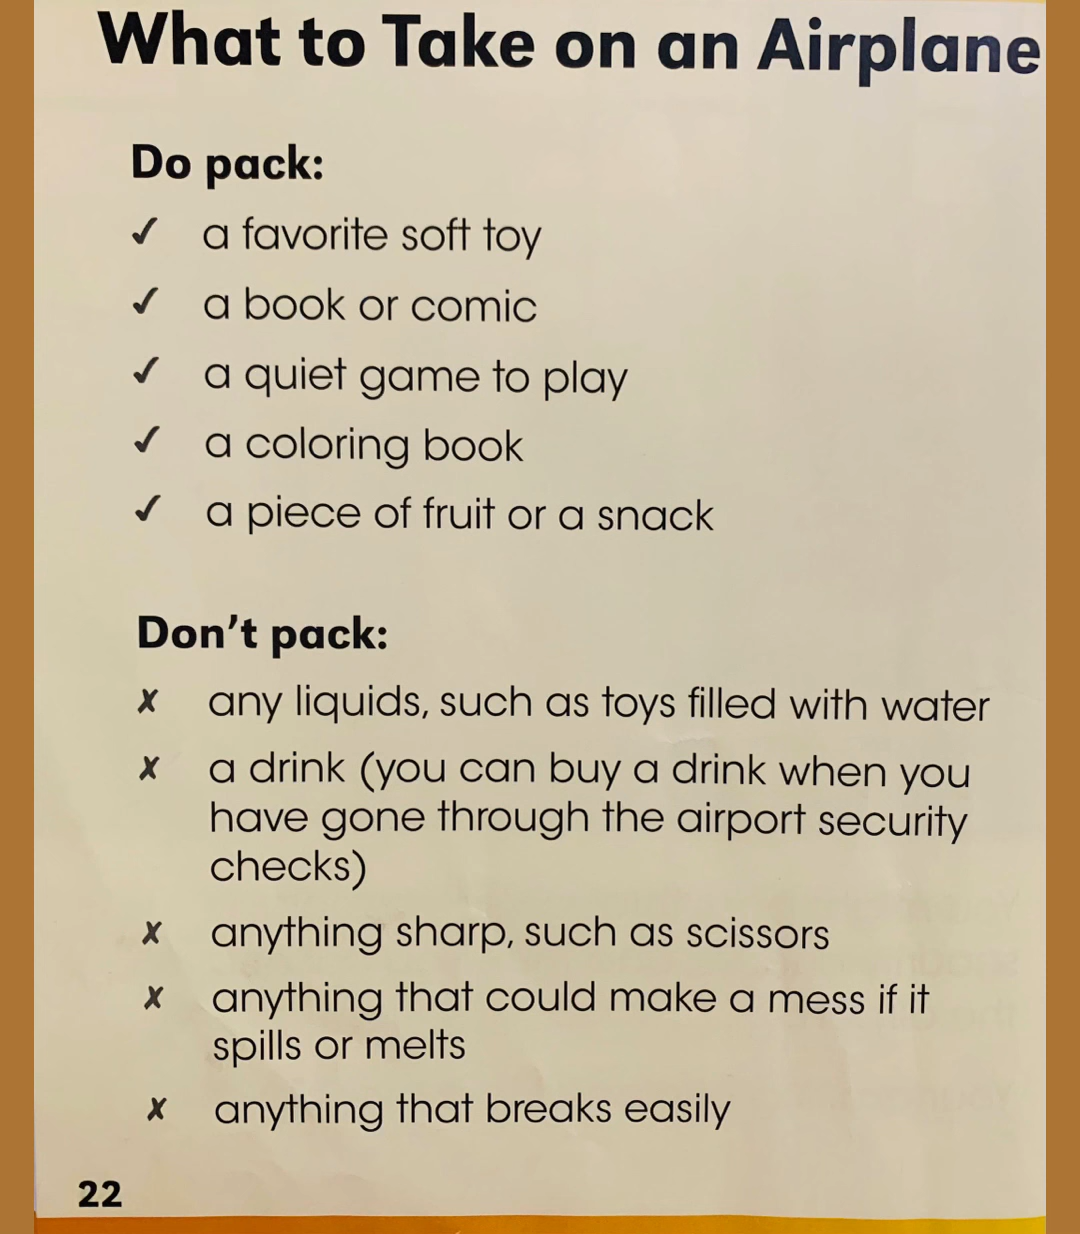 What to Take on an Airplane
Do pack:
✓ a favorite soft toy
✓ a book or comic
✓ a quiet game to play
✓ a coloring book
✓ a piece of fruit or a snack
Don't pack:
✗ any liquids, such as toys filled with water
✗ a drink (you can buy a drink when you
have gone through the airport security
checks)
✗ anything sharp, such as scissors
✗ anything that could make a mess if it
spills or melts
✗ anything that breaks easily
22